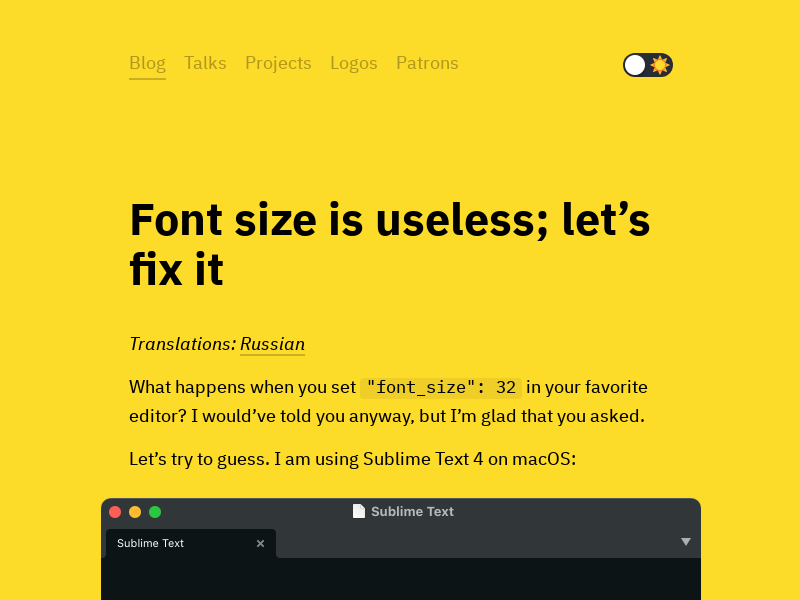 Blog Talks Projects Logos Patrons
Font size is useless; let’s
fix it
Translations: Russian
What happens when you set "font_size": 32 in your favorite
editor? I would’ve told you anyway, but I’m glad that you asked.
Let’s try to guess. I am using Sublime Text 4 on macOS:
Sublime Text
Sublime Text ×